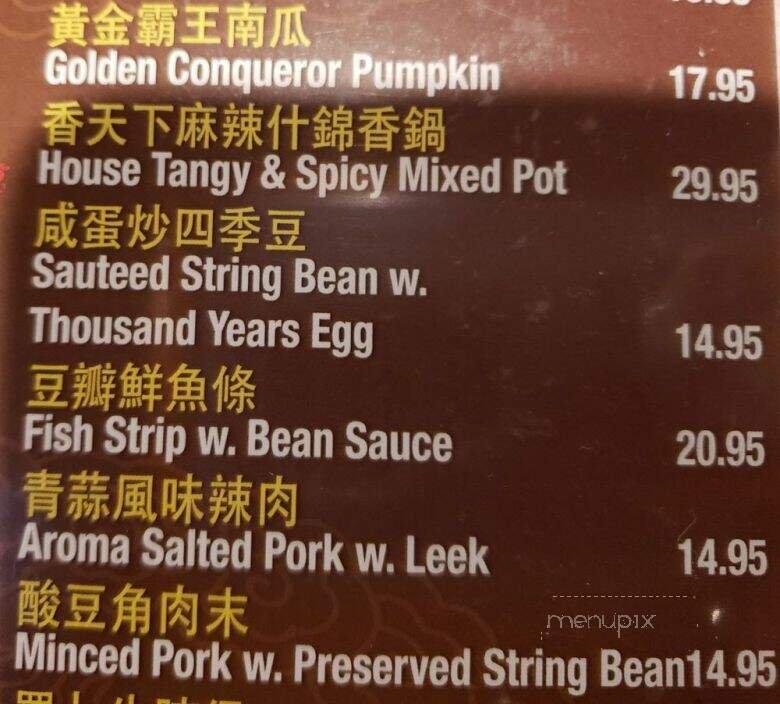 黃金霸王南瓜
Golden Conqueror Pumpkin 17.95
香天下麻辣什錦香鍋
House Tangy & Spicy Mixed Pot 29.95
咸蛋炒四季豆
Sauteed String Bean w.
Thousand Years Egg 14.95
豆瓣鮮魚條
Fish Strip w. Bean Sauce 20.95
青蒜風味辣肉
Aroma Salted Pork w. Leek 14.95
酸豆角肉末
Minced Pork w. Preserved String Bean 14.95
menupix